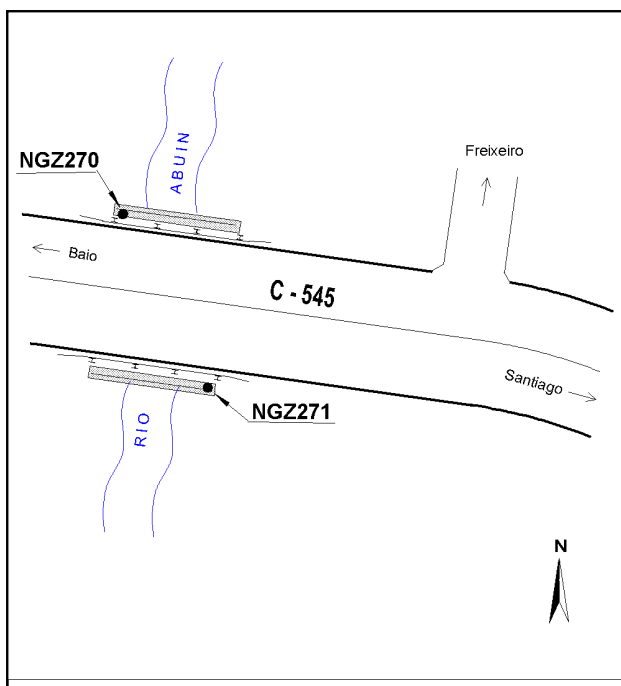 Freixeiro
NGZ270
ABUIN
Baio
C - 545
Santiago
NGZ271
RIO
N